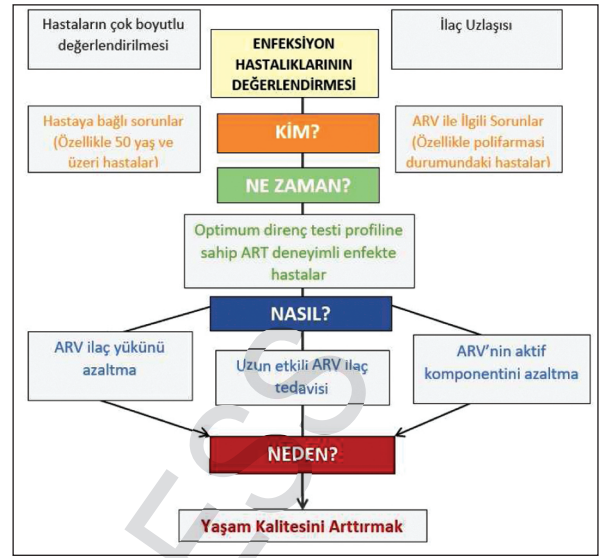 Hastaların çok boyutlu
değerlendirilmesi
ENFEKSİYON
HASTALIKLARININ
DEĞERLENDİRMESİ
İlaç Uzlaşısı
Hastaya bağlı sorunlar
(Özellikle 50 yaş ve
üzeri hastalar)
KİM?
ARV ile İlgili Sorunlar
(Özellikle polifarmasi
durumundaki hastalar)
NE ZAMAN?
Optimum direnç testi profiline
sahip ART deneyimli enfekte
hastalar
NASIL?
ARV ilaç yükünü
azaltma
Uzun etkili ARV ilaç
tedavisi
ARV’nin aktif
komponentini azaltma
NEDEN?
Yaşam Kalitesini Arttırmak
ESS